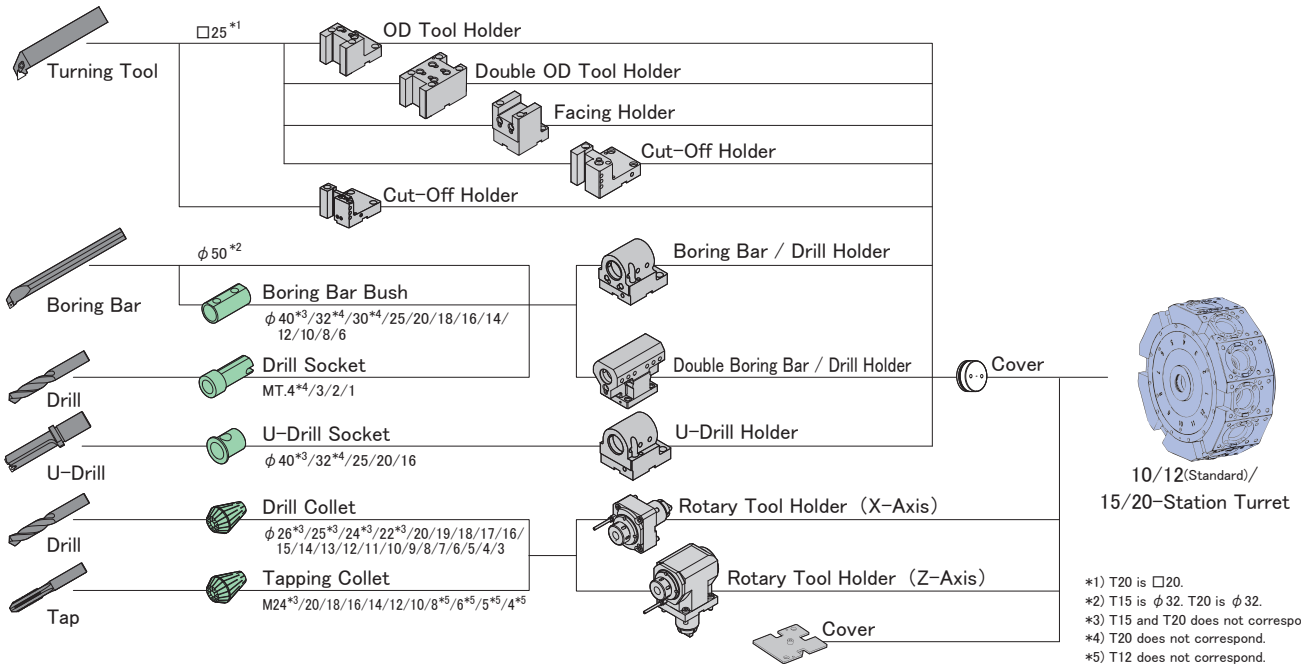 □25*1
OD Tool Holder
Turning Tool
Double OD Tool Holder
Facing Holder
Cut-Off Holder
Cut-Off Holder
φ50*2
Boring Bar / Drill Holder
Boring Bar
Boring Bar Bush
φ40*3/32*4/30*4/25/20/18/16/14/
12/10/8/6
Drill Socket
MT.4*4/3/2/1
Drill
Double Boring Bar / Drill Holder
Cover
U-Drill Socket
φ40*3/32*4/25/20/16
U-Drill
U-Drill Holder
10/12(Standard)/
15/20-Station Turret
Drill Collet
φ26*3/25*3/24*3/22*3/20/19/18/17/16/
15/14/13/12/11/10/9/8/7/6/5/4/3
Drill
Rotary Tool Holder (X-Axis)
Tapping Collet
M24*3/20/18/16/14/12/10/8*5/6*5/5*5/4*5
Tap
Rotary Tool Holder (Z-Axis)
Cover
*1) T20 is □20.
*2) T15 is φ32. T20 is φ32.
*3) T15 and T20 does not correspo
*4) T20 does not correspond.
*5) T12 does not correspond.